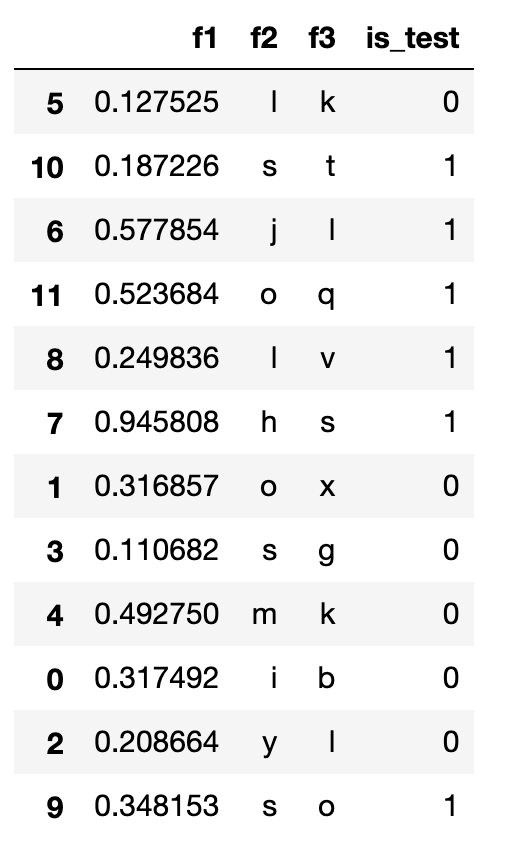 f1 f2 f3 is_test
5 0.127525 l k 0
10 0.187226 s t 1
6 0.577854 j l 1
11 0.523684 o q 1
8 0.249836 l v 1
7 0.945808 h s 1
1 0.316857 o x 0
3 0.110682 s g 0
4 0.492750 m k 0
0 0.317492 i b 0
2 0.208664 y l 0
9 0.348153 s o 1